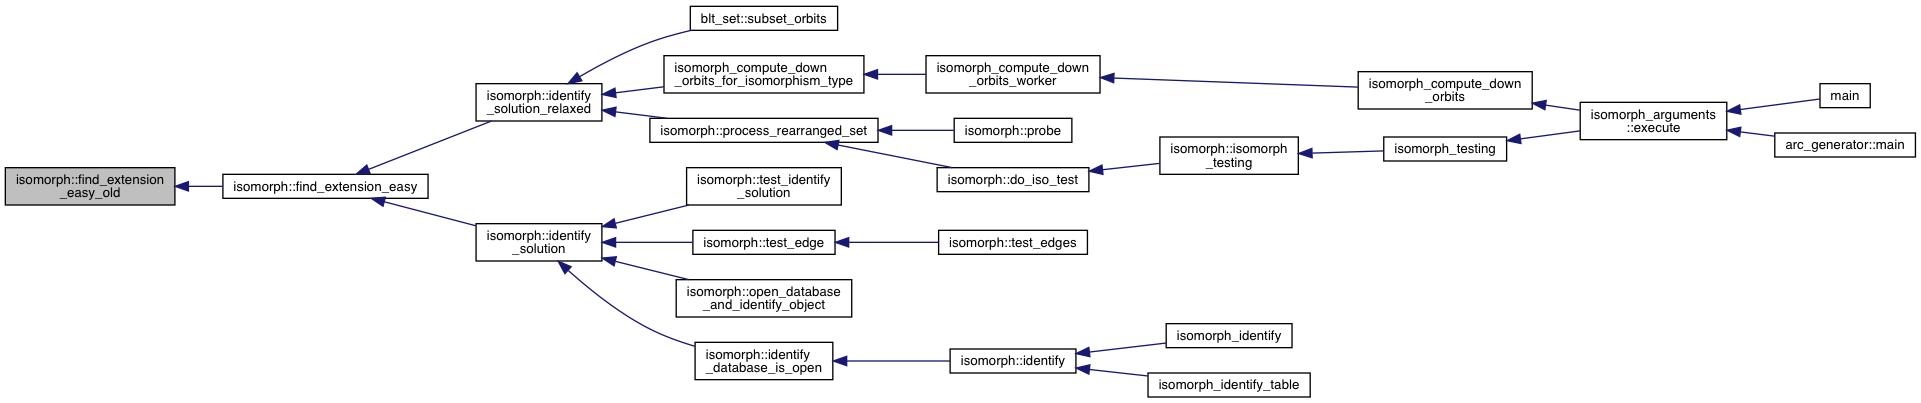 blt_set::subset_orbits
isomorph_compute_down
_orbits_for_isomorphism_type
isomorph_compute_down
_orbits_worker
isomorph_compute_down
_orbits
main
isomorph::identify
_solution_relaxed
isomorph_arguments
::execute
isomorph::process_rearranged_set
isomorph::probe
arc_generator::main
isomorph::isomorph
_testing
isomorph_testing
isomorph::find_extension
_easy_old
isomorph::find_extension_easy
isomorph::test_identify
_solution
isomorph::do_iso_test
isomorph::identify
_solution
isomorph::test_edge
isomorph::test_edges
isomorph::open_database
_and_identify_object
isomorph::identify
_database_is_open
isomorph::identify
isomorph_identify
isomorph_identify_table